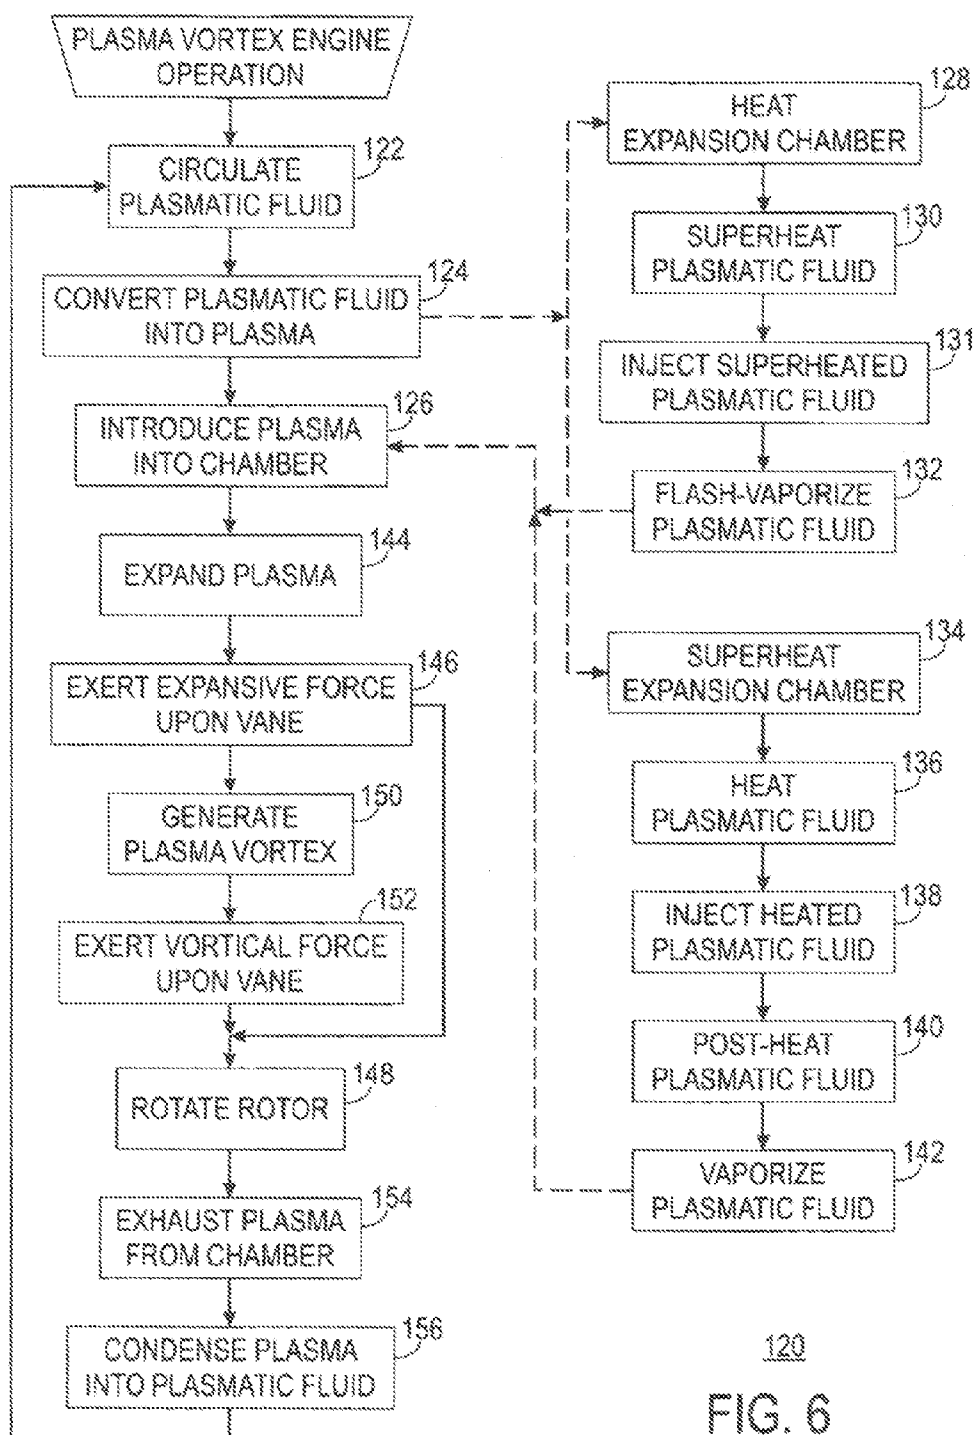 PLASMA VORTEX ENGINE
OPERATION
122
CIRCULATE
PLASMATIC FLUID
124
CONVERT PLASMATIC FLUID
INTO PLASMA
126
INTRODUCE PLASMA
INTO CHAMBER
144
EXPAND PLASMA
146
EXERT EXPANSIVE FORCE
UPON VANE
150
GENERATE
PLASMA VORTEX
152
EXERT VORTICAL FORCE
UPON VANE
148
ROTATE ROTOR
154
EXHAUST PLASMA
FROM CHAMBER
156
CONDENSE PLASMA
INTO PLASMATIC FLUID
128
HEAT
EXPANSION CHAMBER
130
SUPERHEAT
PLASMATIC FLUID
131
INJECT SUPERHEATED
PLASMATIC FLUID
132
FLASH-VAPORIZE
PLASMATIC FLUID
134
SUPERHEAT
EXPANSION CHAMBER
136
HEAT
PLASMATIC FLUID
138
INJECT HEATED
PLASMATIC FLUID
140
POST-HEAT
PLASMATIC FLUID
142
VAPORIZE
PLASMATIC FLUID
120
FIG. 6